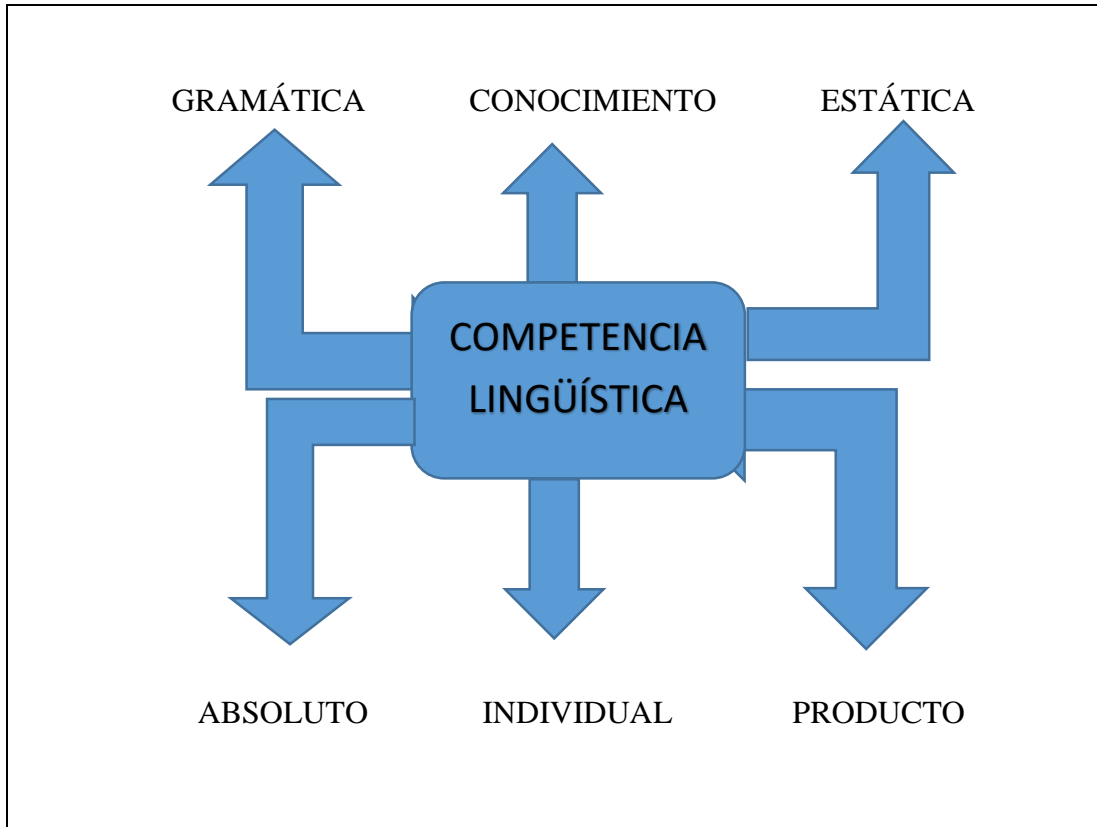 GRAMÁTICA CONOCIMIENTO ESTÁTICA
COMPETENCIA
LINGÜÍSTICA
ABSOLUTO INDIVIDUAL PRODUCTO